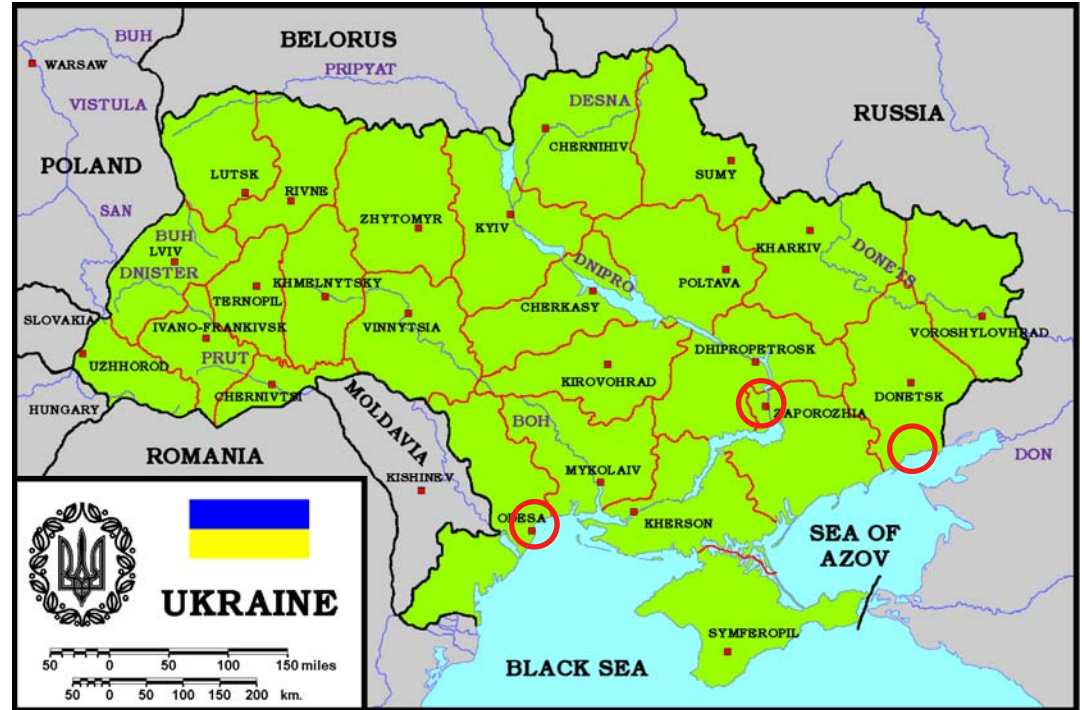 BUH
BELORUS
WARSAW
PRIPYAT
VISTULA
DESNA
RUSSIA
CHERNIHIV
POLAND
LUTSK
SUMY
RIVNE
SAN
ZHYTOMYR
KYIV
BUH
KHARKIV
LVIV
DNISTER
DNIPRO
DONETS
KHMELNYTSKY
POLTAVA
TERNOPIL
CHERKASY
SLOVAKIA
IVANO-FRANKIVSK
VINNYTSIA
VOROSHYLOVHRAD
PRUT
DHIPROPETROSK
UZHHOROD
KIROVOHRAD
CHERNIVTSI
DONETSK
HUNGARY
MOLDAVIA
BOH
ZAPOROZHIA
ROMANIA
DON
KISHINEV
MYKOLAIV
ODESA
KHERSON
SEA OF
AZOV
UKRAINE
SYMFEROPIL
BLACK SEA
50 0 50 100 150 miles
50 0 50 100 150 200 km.